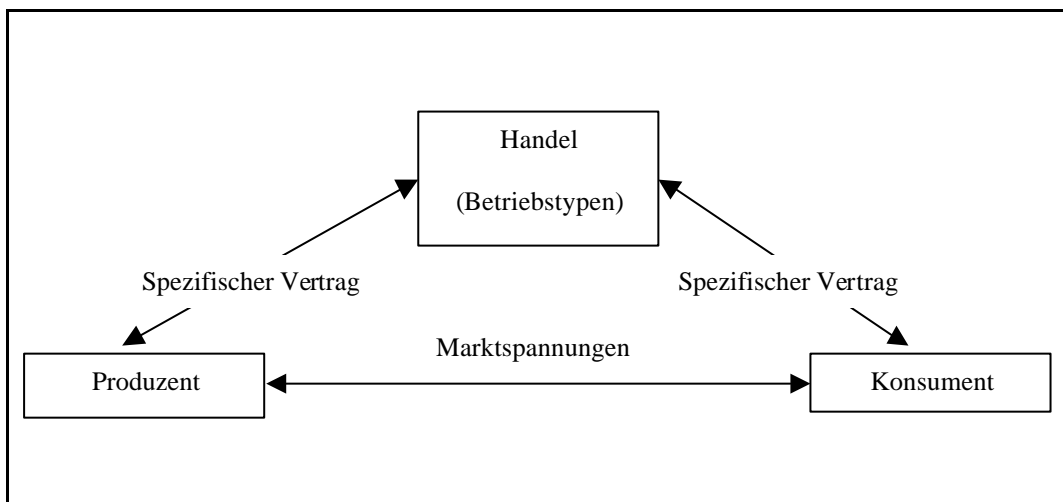 Handel
(Betriebstypen)
Spezifischer Vertrag
Spezifischer Vertrag
Marktspannungen
Produzent
Konsument